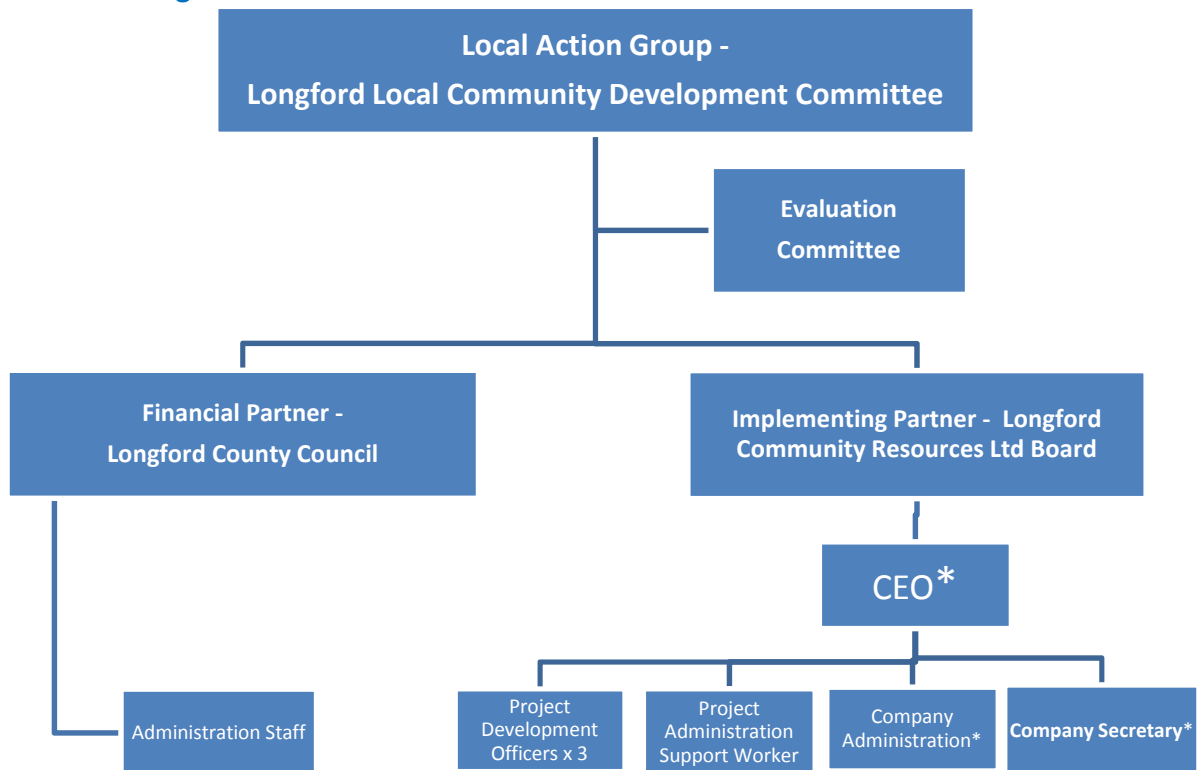 Local Action Group -
Longford Local Community Development Committee
Evaluation
Committee
Financial Partner -
Longford County Council
Implementing Partner - Longford
Community Resources Ltd Board
CEO*
Administration Staff
Project
Development
Officers x 3
Project
Administration
Support Worker
Company
Administration*
Company Secretary*